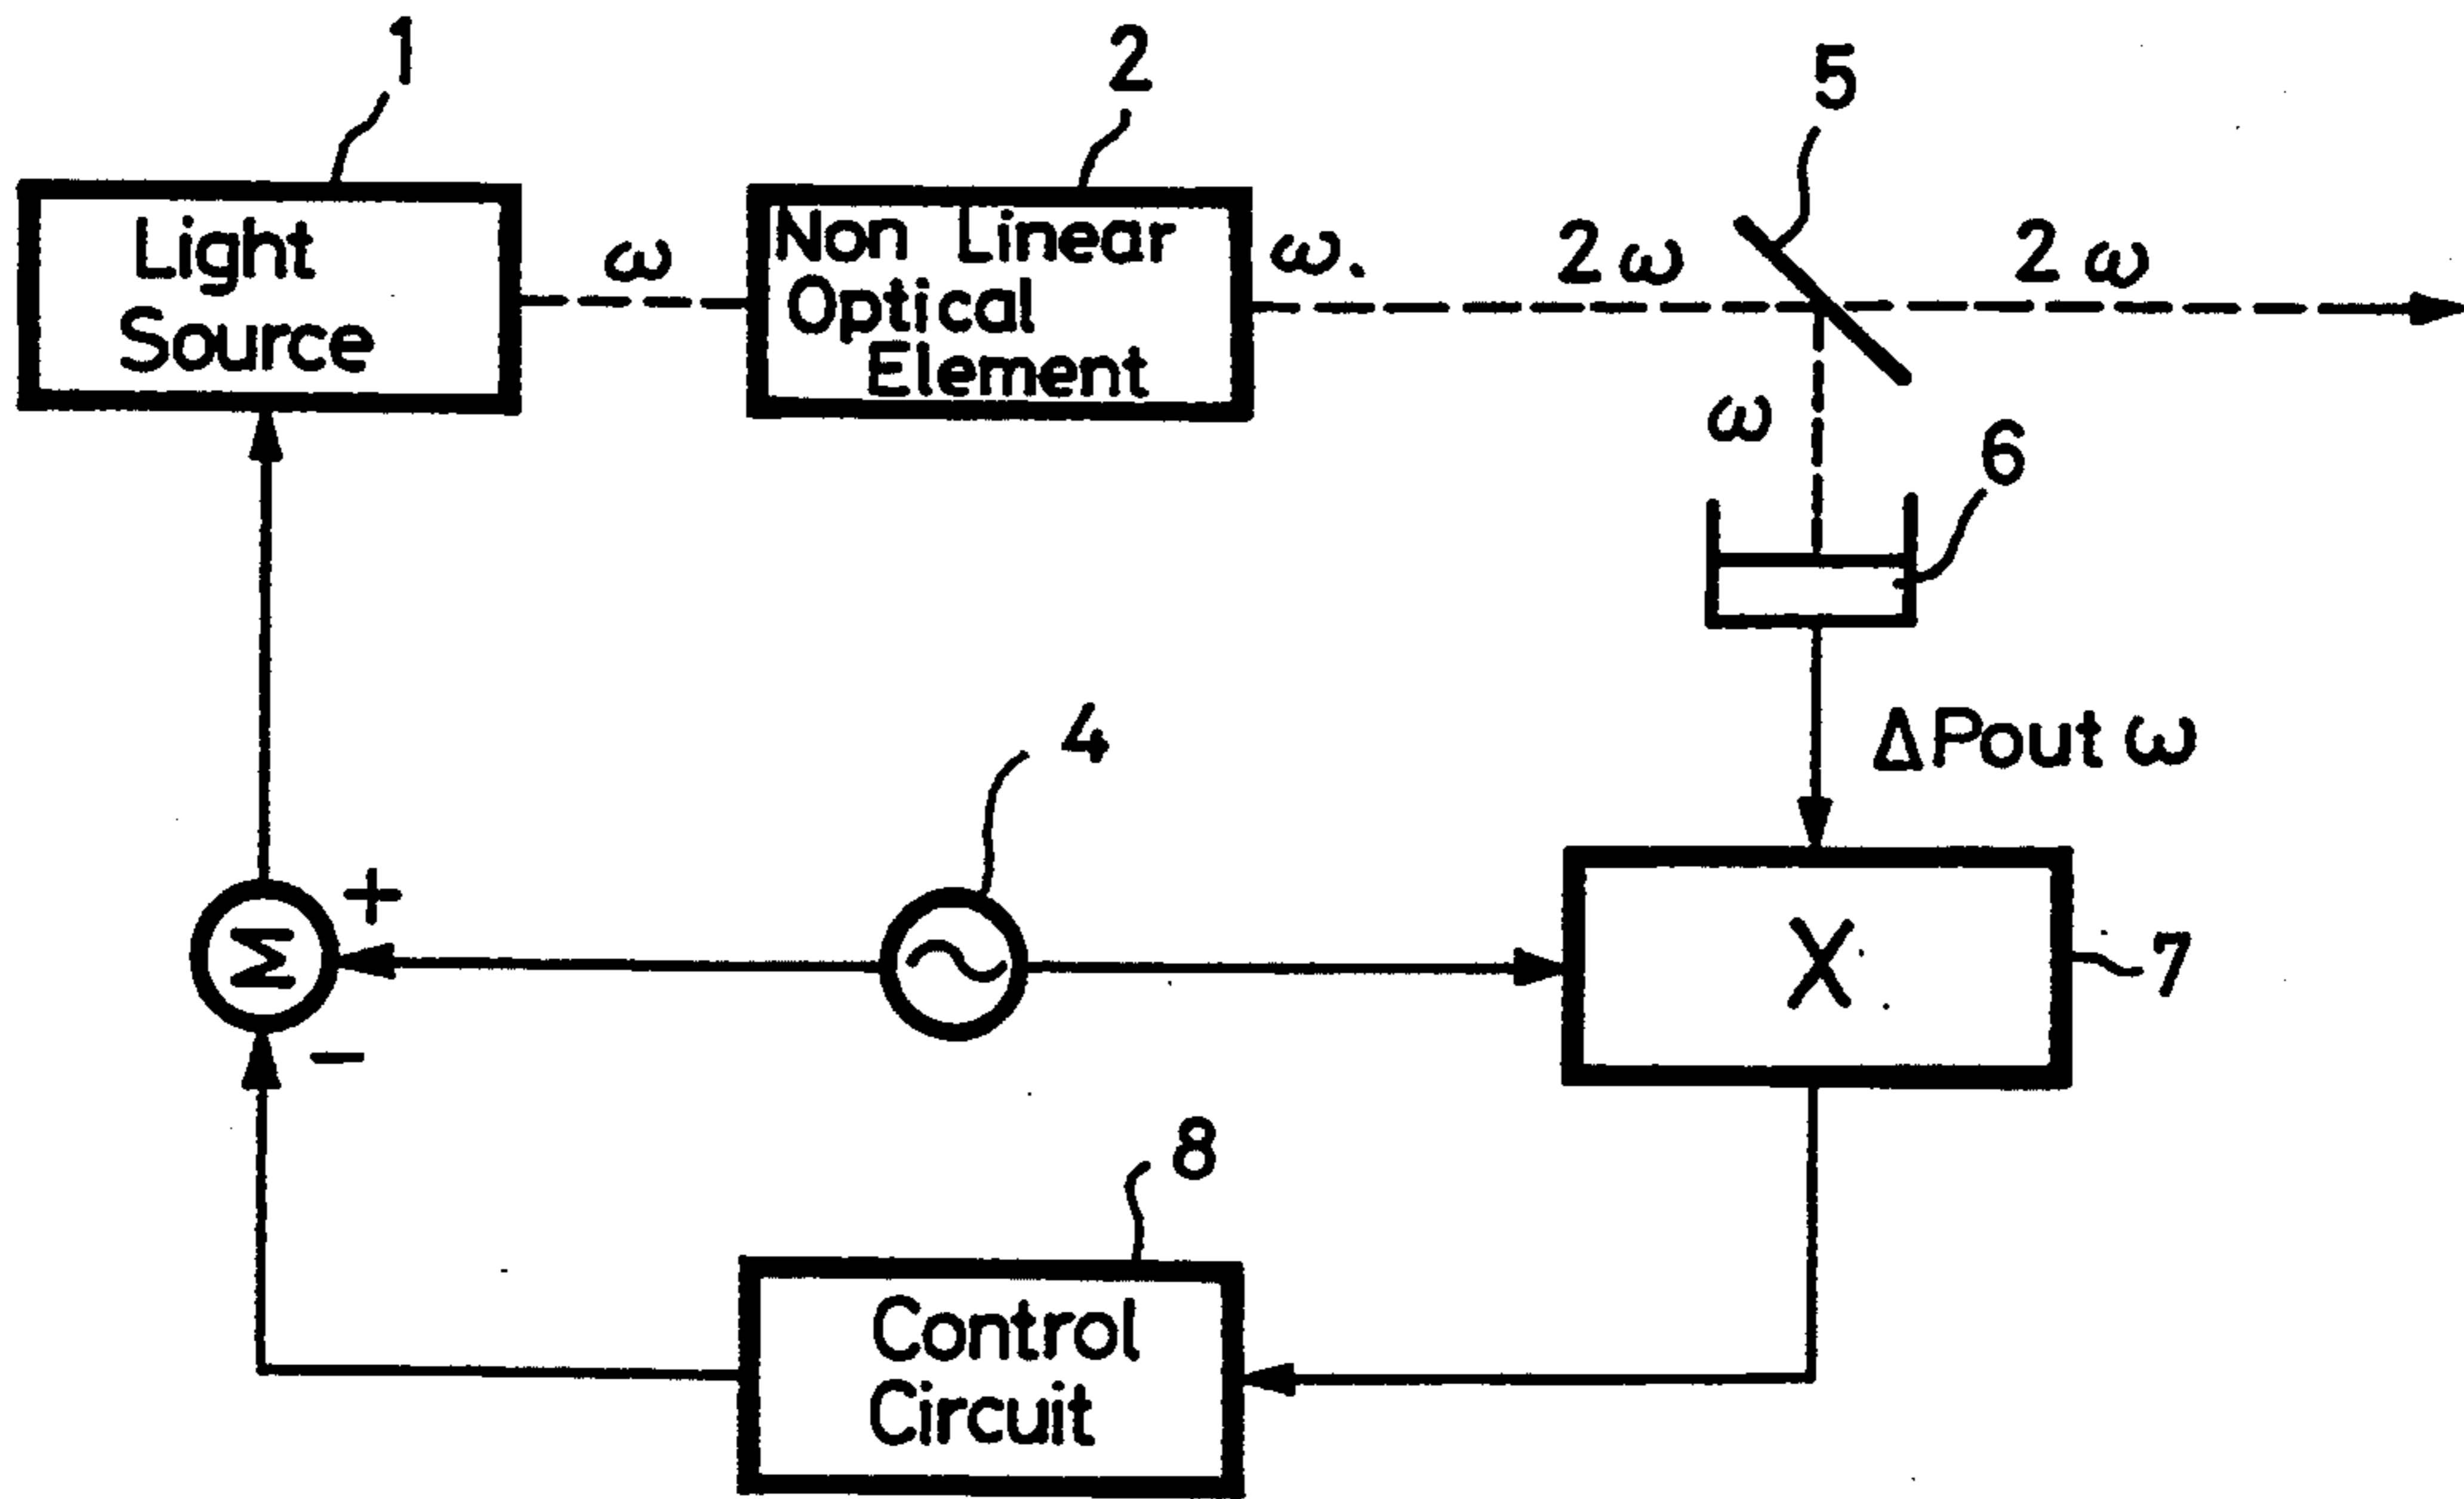 1
2
5
Light
Source
ω
Non Linear
Optical
Element
ω.
2ω
2ω
ω
6
ΔPout ω
4
+
Σ
−
X
7
8
Control
Circuit